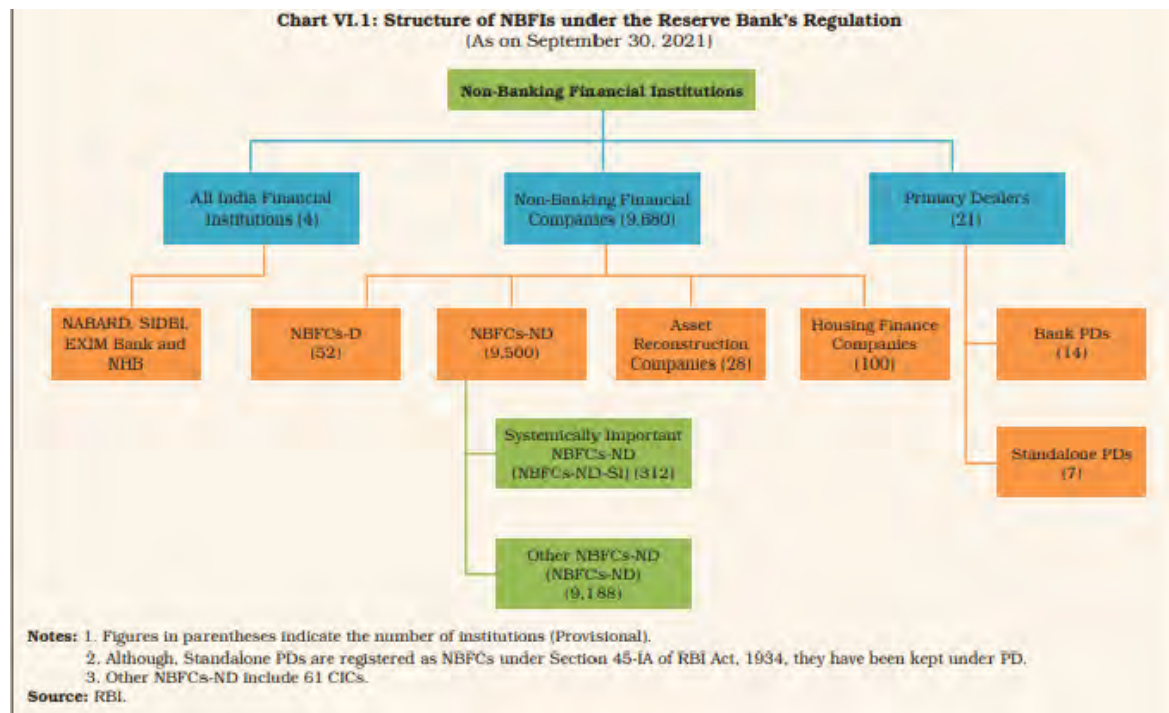 Chart VI.1: Structure of NBFIs under the Reserve Bank's Regulation
(As on September 30, 2021)
Non-Banking Financial Institutions
All India Financial
Institutions (4)
Non-Banking Financial
Companies (9,680)
Primary Dealers
(21)
NABARD, SIDBI,
EXIM Bank and
NHB
NBFCs-D
(52)
NBFCs-ND
(9,500)
Asset
Reconstruction
Companies (28)
Housing Finance
Companies
(100)
Bank PDs
(14)
Systemically Important
NBFCs-ND
(NBFCs-ND-SI) (312)
Standalone PDs
(7)
Other NBFCs-ND
(NBFCs-ND)
(9,188)
Notes: 1. Figures in parentheses indicate the number of institutions (Provisional).
2. Although, Standalone PDs are registered as NBFCs under Section 45-IA of RBI Act, 1934, they have been kept under PD.
3. Other NBFCs-ND include 61 CICs.
Source: RBI.